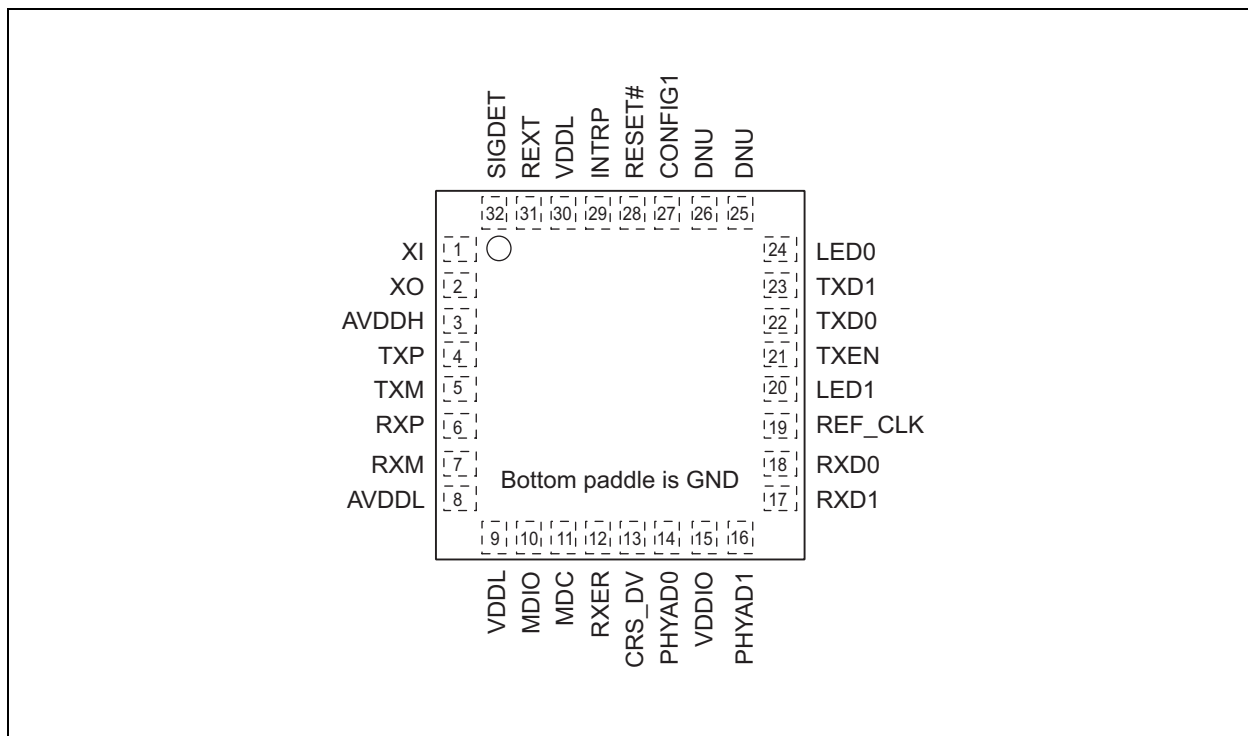 SIGDET
REXT
VDDL
INTRP
RESET#
CONFIG1
DNU
DNU
32 31 30 29 28 27 26 25
XI 1 24 LED0
XO 2 23 TXD1
AVDDH 3 22 TXD0
TXP 4 21 TXEN
TXM 5 20 LED1
RXP 6 19 REF_CLK
RXM 7 18 RXD0
Bottom paddle is GND
AVDDL 8 17 RXD1
9 10 11 12 13 14 15 16
VDDL
MDIO
MDC
RXER
CRS_DV
PHYAD0
VDDIO
PHYAD1